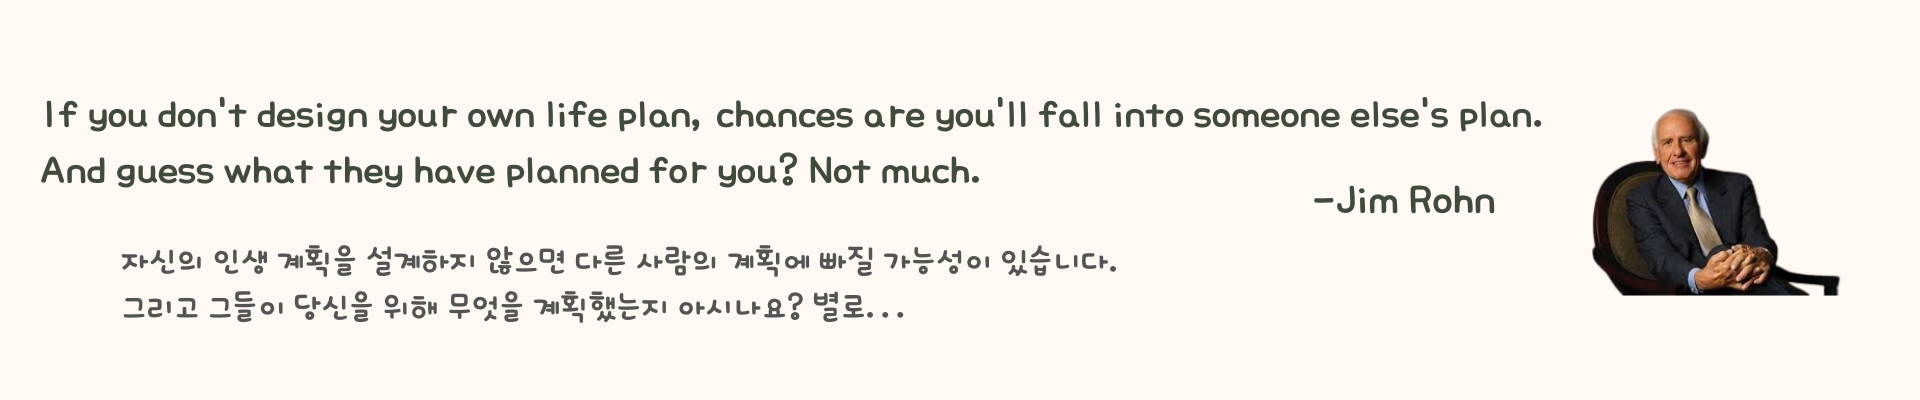 If you don't design your own life plan, chances are you'll fall into someone else's plan.
And guess what they have planned for you? Not much.
-Jim Rohn
자신의 인생 계획을 설계하지 않으면 다른 사람의 계획에 빠질 가능성이 있습니다.
그리고 그들이 당신을 위해 무엇을 계획했는지 아시나요? 별로...